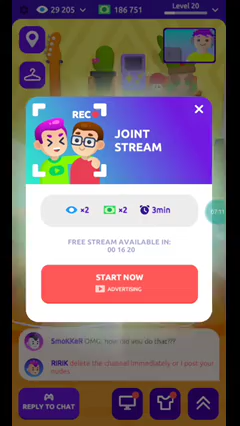 29 205
186 751
Level 20
REC
JOINT
STREAM
×2
×2
3min
FREE STREAM AVAILABLE IN:
00 16 20
START NOW
ADVERTISING
SmoKKeR OMG, how did you do that???
RIRIK delete the channel immediately or I post your
nudes
REPLY TO CHAT